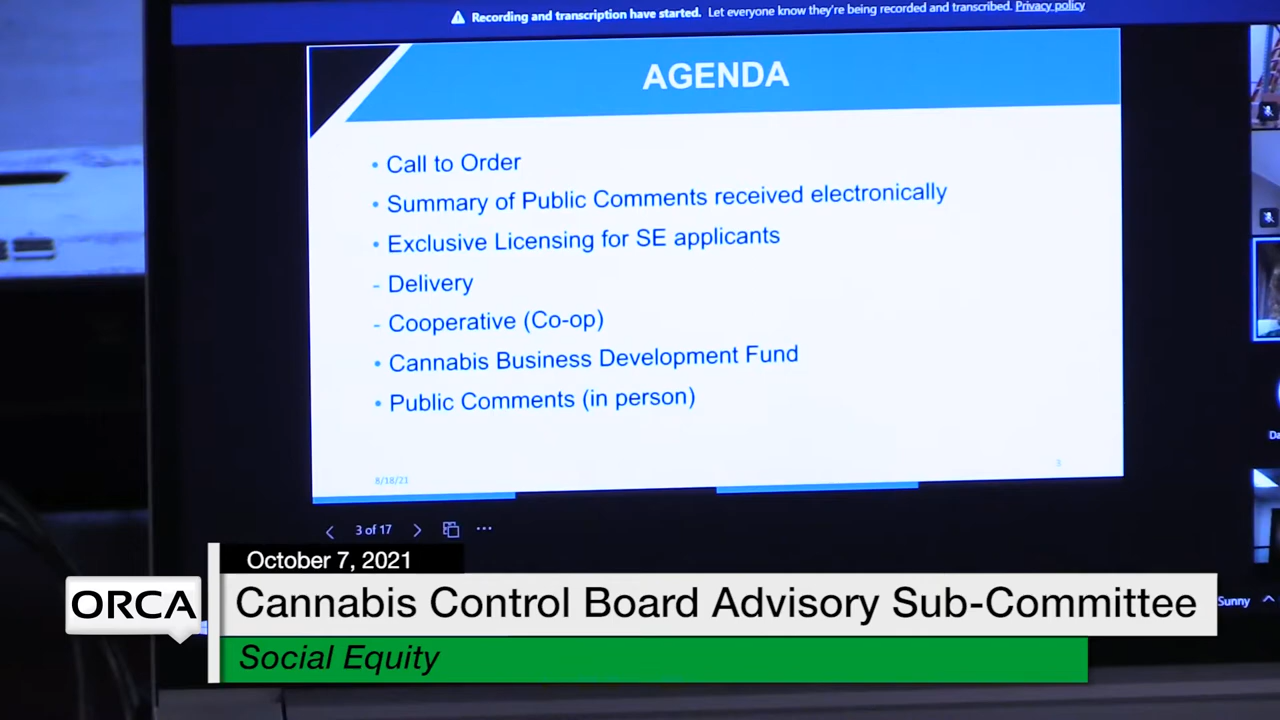 Recording and transcription have started. Let everyone know they're being recorded and transcribed. Privacy policy
AGENDA
• Call to Order
• Summary of Public Comments received electronically
• Exclusive Licensing for SE applicants
- Delivery
- Cooperative (Co-op)
• Cannabis Business Development Fund
• Public Comments (in person)
8/18/21
3
3 of 17
October 7, 2021
ORCA
Cannabis Control Board Advisory Sub-Committee
Sunny
Social Equity